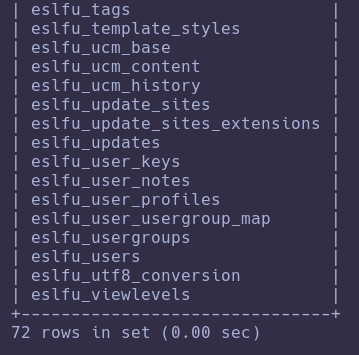 | eslfu_tags                    |
| eslfu_template_styles         |
| eslfu_ucm_base                |
| eslfu_ucm_content             |
| eslfu_ucm_history             |
| eslfu_update_sites            |
| eslfu_update_sites_extensions |
| eslfu_updates                 |
| eslfu_user_keys               |
| eslfu_user_notes              |
| eslfu_user_profiles           |
| eslfu_user_usergroup_map      |
| eslfu_usergroups              |
| eslfu_users                   |
| eslfu_utf8_conversion         |
| eslfu_viewlevels              |
+-------------------------------+
72 rows in set (0.00 sec)